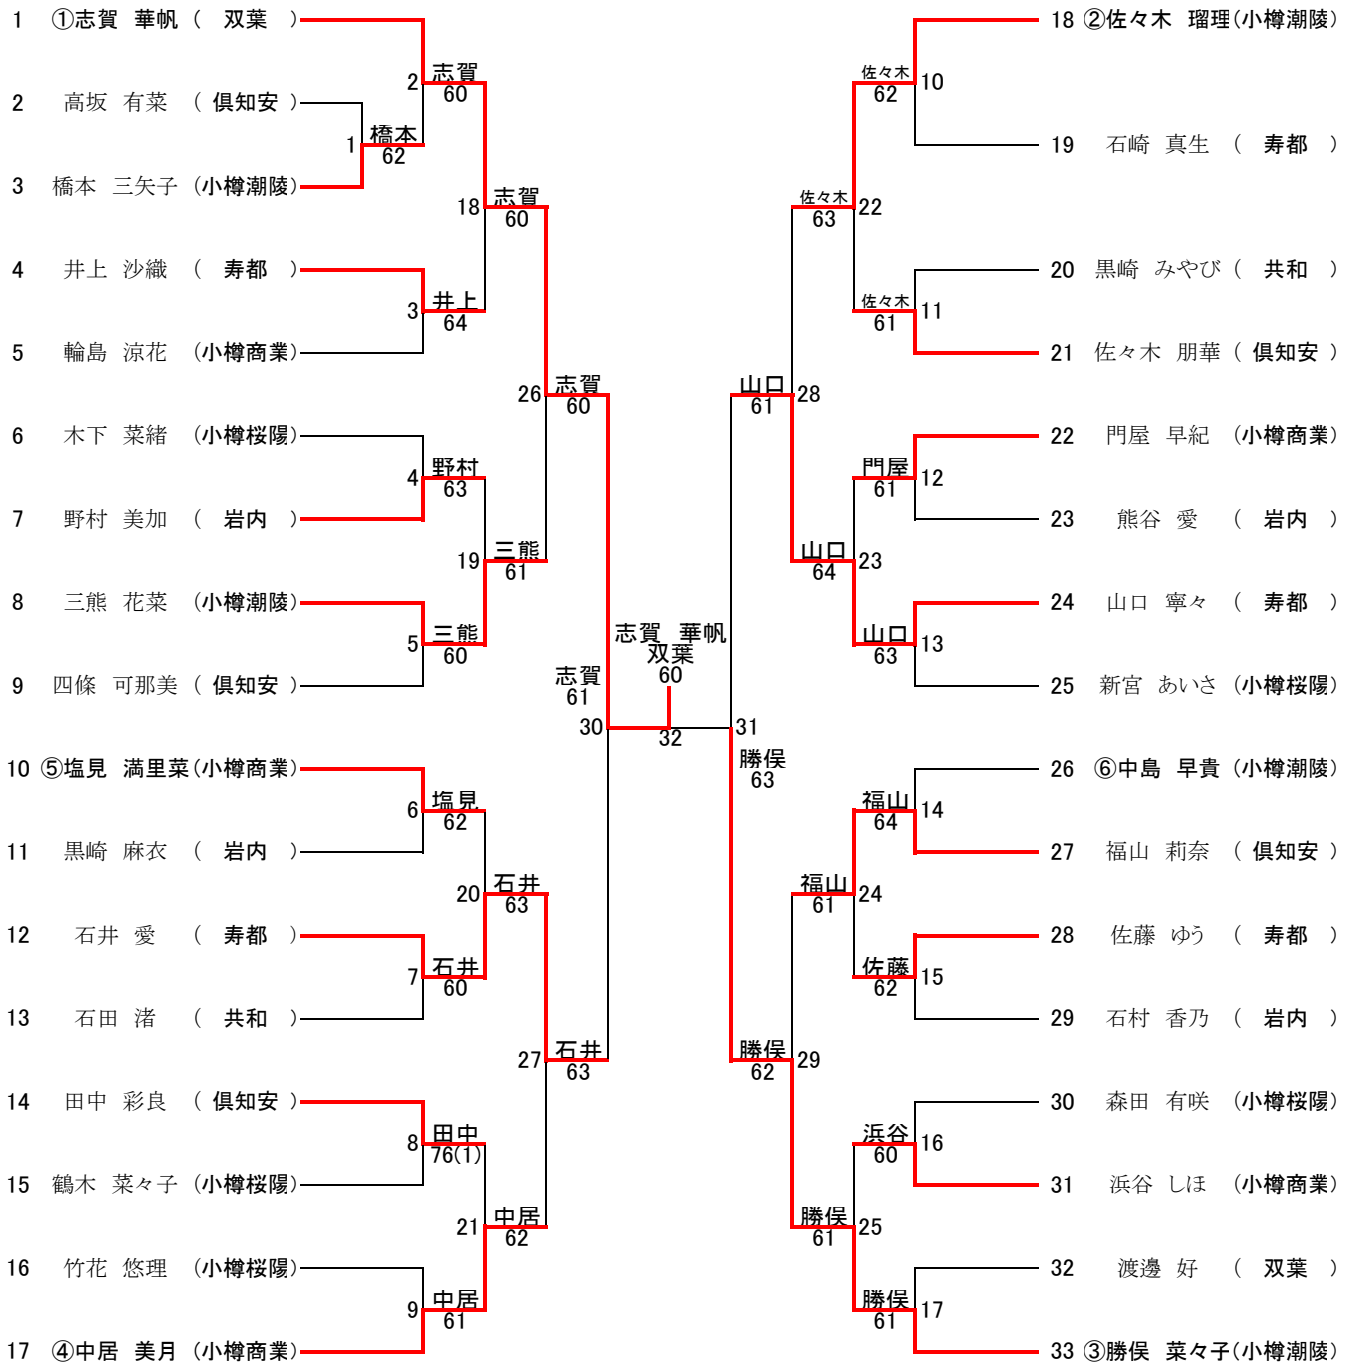 1 ①志賀 華帆 ( 双葉 )
2 志賀
60
2 高坂 有菜 ( 倶知安 )
1 橋本
62
3 橋本 三矢子 (小樽潮陵)
18 志賀
60
4 井上 沙織 ( 寿都 )
3 井上
64
5 輪島 涼花 (小樽商業)
26 志賀
60
6 木下 菜緒 (小樽桜陽)
4 野村
63
7 野村 美加 ( 岩内 )
19 三熊
61
8 三熊 花菜 (小樽潮陵)
5 三熊
60
9 四條 可那美 ( 倶知安 )
志賀
61
30
10 ⑤塩見 満里菜 (小樽商業)
6 塩見
62
11 黒崎 麻衣 ( 岩内 )
20 石井
63
12 石井 愛 ( 寿都 )
7 石井
60
13 石田 渚 ( 共和 )
27 石井
63
14 田中 彩良 ( 倶知安 )
8 田中
76(1)
15 鶴木 菜々子 (小樽桜陽)
21 中居
62
16 竹花 悠理 (小樽桜陽)
9 中居
61
17 ④中居 美月 (小樽商業)
志賀 華帆
双葉
60
32
18 ②佐々木 瑠理 (小樽潮陵)
佐々木 10
62
19 石崎 真生 ( 寿都 )
佐々木 22
63
20 黒崎 みやび ( 共和 )
佐々木 11
61
21 佐々木 朋華 ( 倶知安 )
山口 28
61
22 門屋 早紀 (小樽商業)
門屋 12
61
23 熊谷 愛 ( 岩内 )
山口 23
64
24 山口 寧々 ( 寿都 )
山口 13
63
25 新宮 あいさ (小樽桜陽)
31
勝俣
63
26 ⑥中島 早貴 (小樽潮陵)
福山 14
64
27 福山 莉奈 ( 倶知安 )
福山 24
61
28 佐藤 ゆう ( 寿都 )
佐藤 15
62
29 石村 香乃 ( 岩内 )
勝俣 29
62
30 森田 有咲 (小樽桜陽)
浜谷 16
60
31 浜谷 しほ (小樽商業)
勝俣 25
61
32 渡邊 好 ( 双葉 )
勝俣 17
61
33 ③勝俣 菜々子 (小樽潮陵)